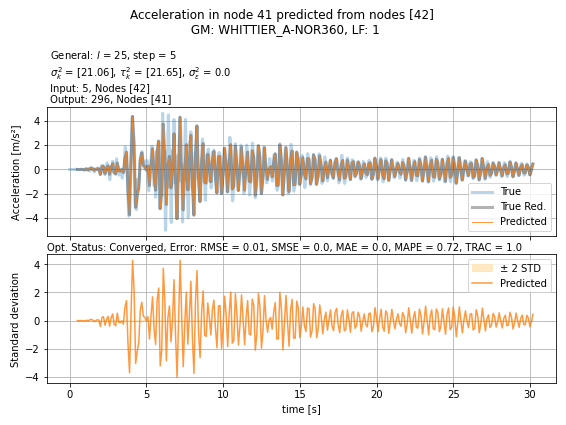 Acceleration in node 41 predicted from nodes [42]
GM: WHITTIER_A-NOR360, LF: 1
General: l = 25, step = 5
σ²ₖ = [21.06], τ²ₖ = [21.65], σ²ε = 0.0
Input: 5, Nodes [42]
Output: 296, Nodes [41]
Acceleration [m/s²]
4
2
0
−2
−4
True
True Red.
Predicted
Opt. Status: Converged, Error: RMSE = 0.01, SMSE = 0.0, MAE = 0.0, MAPE = 0.72, TRAC = 1.0
Standard deviation
4
2
0
−2
−4
± 2 STD
Predicted
0 5 10 15 20 25 30
time [s]